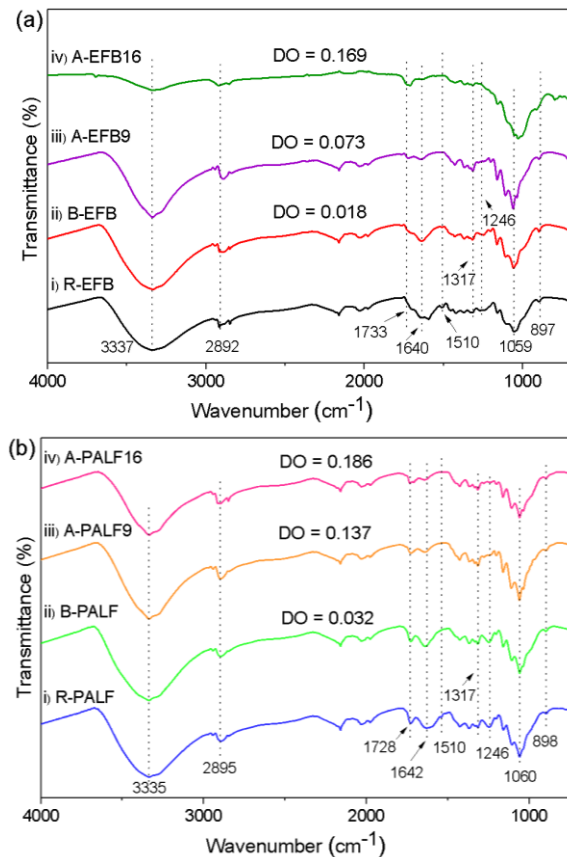 (a)
iv) A-EFB16
DO = 0.169
iii) A-EFB9
DO = 0.073
1246
ii) B-EFB
DO = 0.018
1317
i) R-EFB
3337
2892
1733
1640
1510
1059
897
Transmittance (%)
4000 3000 2000 1000
Wavenumber (cm⁻¹)
(b)
iv) A-PALF16
DO = 0.186
iii) A-PALF9
DO = 0.137
ii) B-PALF
DO = 0.032
1317
i) R-PALF
3335
2895
1728
1642
1510
1246
1060
898
Transmittance (%)
4000 3000 2000 1000
Wavenumber (cm⁻¹)